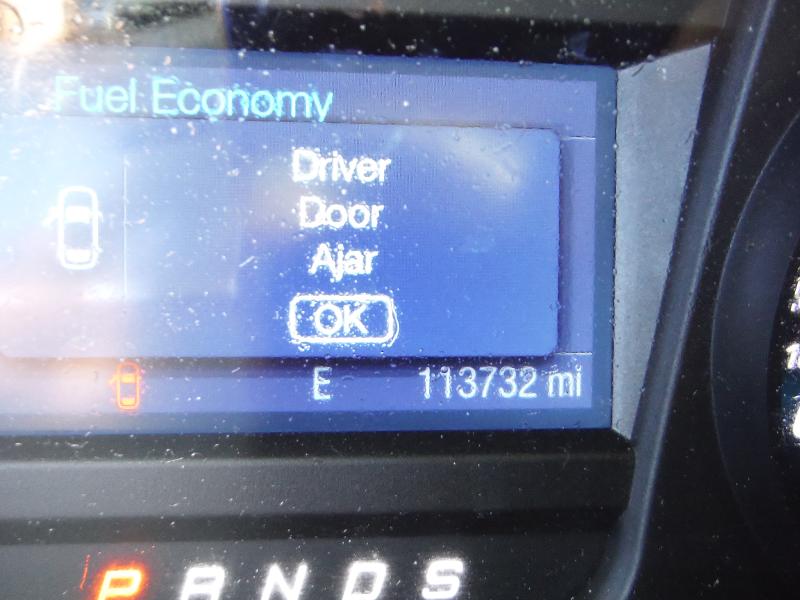 Fuel Economy
Driver
Door
Ajar
OK
E 113732 mi
P R N D S